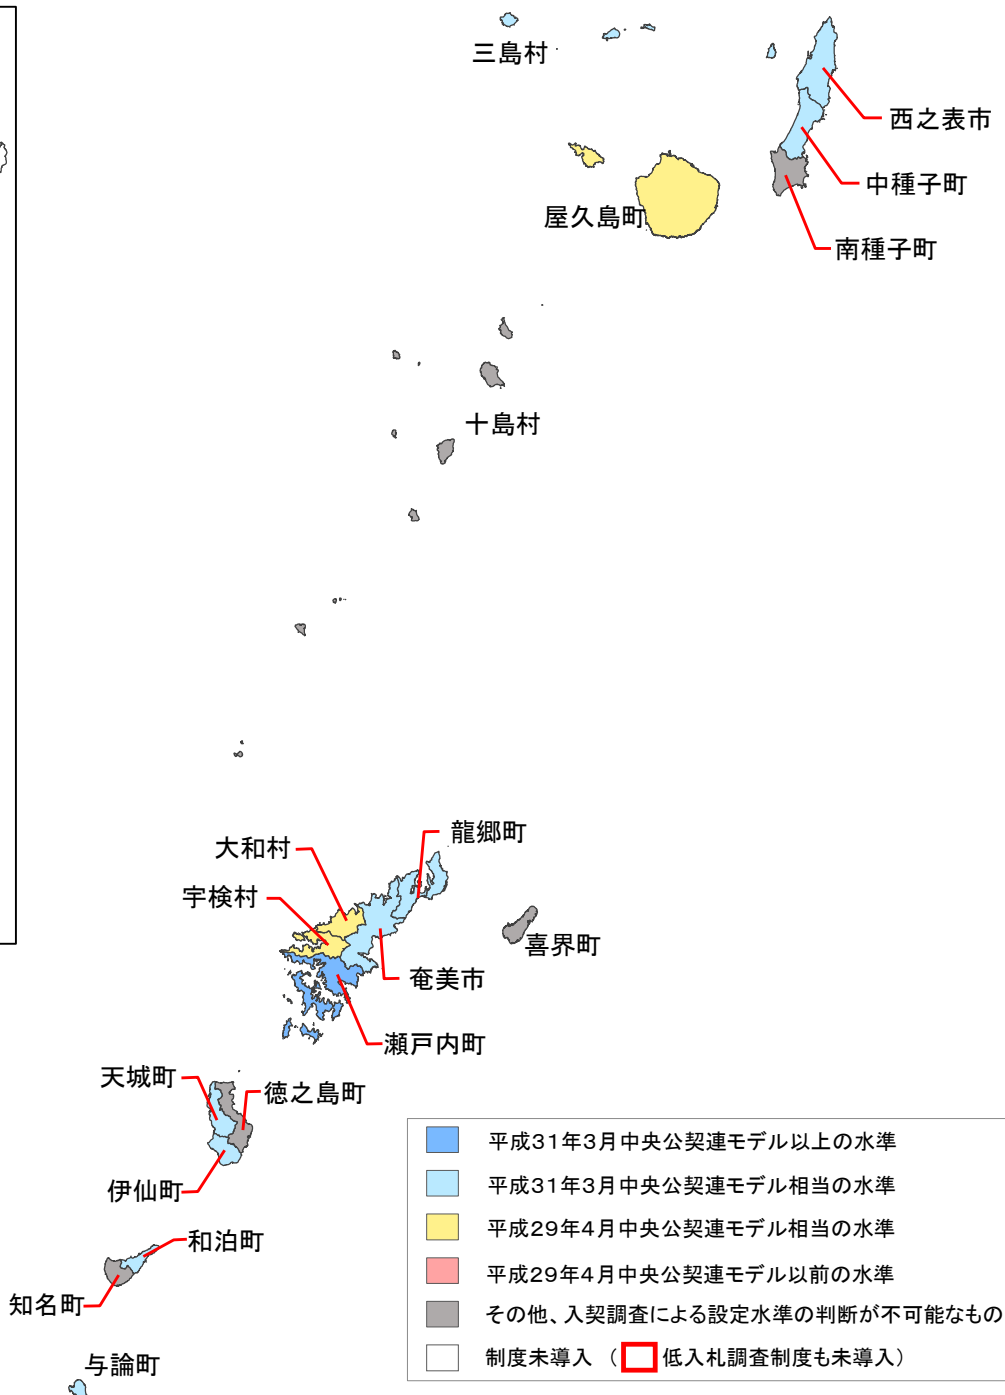 三島村
西之表市
中種子町
屋久島町
南種子町
十島村
龍郷町
大和村
宇検村
喜界町
奄美市
瀬戸内町
天城町
徳之島町
伊仙町
和泊町
知名町
与論町
平成31年3月中央公契連モデル以上の水準
平成31年3月中央公契連モデル相当の水準
平成29年4月中央公契連モデル相当の水準
平成29年4月中央公契連モデル以前の水準
その他、入契調査による設定水準の判断が不可能なもの
制度未導入 （ 低入札調査制度も未導入）